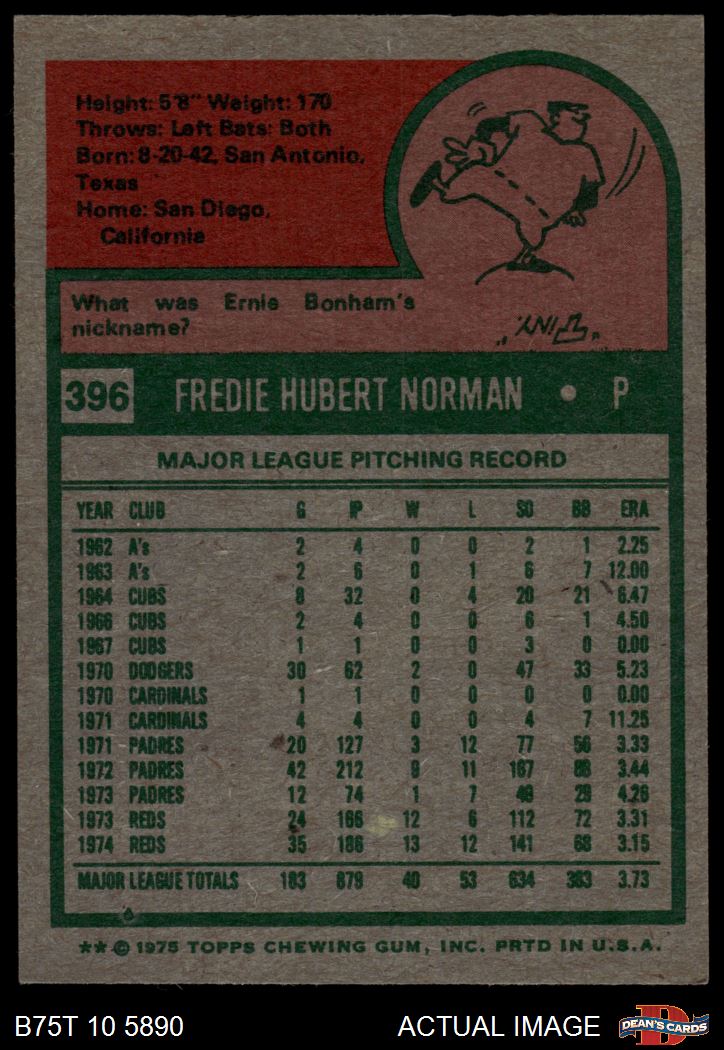 Height: 5'8" Weight: 170
Throws: Left Bats: Both
Born: 8-20-42, San Antonio,
Texas
Home: San Diego,
California
What was Ernie Bonham's
nickname?
"TINY."
396 FREDIE HUBERT NORMAN • P
MAJOR LEAGUE PITCHING RECORD
YEAR CLUB G IP W L SO BB ERA
1962 A's 2 4 0 0 2 1 2.25
1963 A's 2 6 0 1 6 7 12.00
1964 CUBS 8 32 0 4 20 21 6.47
1966 CUBS 2 4 0 0 6 1 4.50
1967 CUBS 1 1 0 0 3 0 0.00
1970 DODGERS 30 62 2 0 47 33 5.23
1970 CARDINALS 1 1 0 0 0 0 0.00
1971 CARDINALS 4 4 0 0 4 7 11.25
1971 PADRES 20 127 3 12 77 56 3.33
1972 PADRES 42 212 9 11 167 88 3.44
1973 PADRES 12 74 1 7 49 29 4.26
1973 REDS 24 166 12 6 112 72 3.31
1974 REDS 35 186 13 12 141 68 3.15
MAJOR LEAGUE TOTALS 183 879 40 53 634 383 3.73
** © 1975 TOPPS CHEWING GUM, INC. PRTD IN U.S.A.
B75T 10 5890 ACTUAL IMAGE DEAN'S CARDS